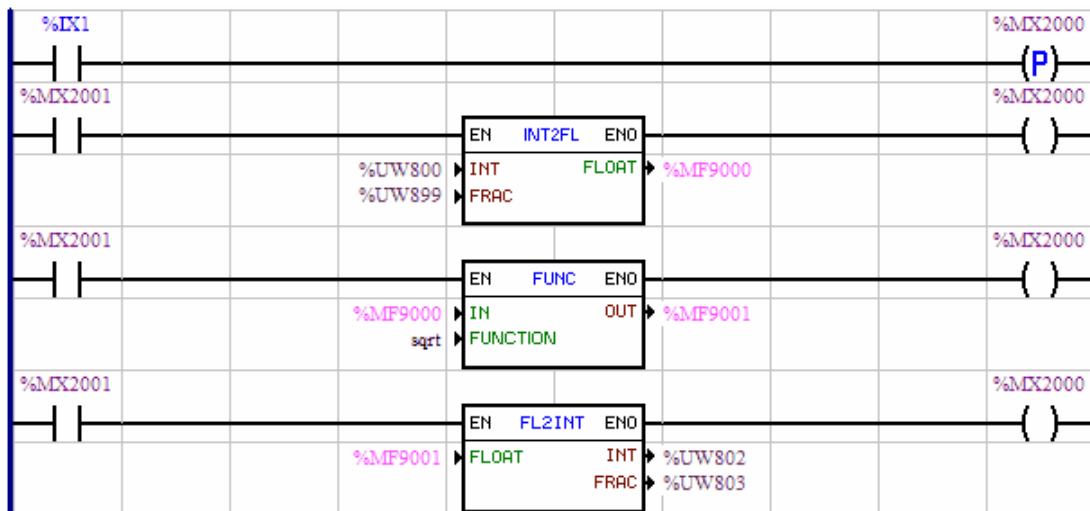 %IX1 %MX2000
P
%MX2001 %MX2000
EN INT2FL ENO
%UW800 INT FLOAT %MF9000
%UW899 FRAC
%MX2001 %MX2000
EN FUNC ENO
%MF9000 IN OUT %MF9001
sqrt FUNCTION
%MX2001 %MX2000
EN FL2INT ENO
%MF9001 FLOAT INT %UW802
FRAC %UW803